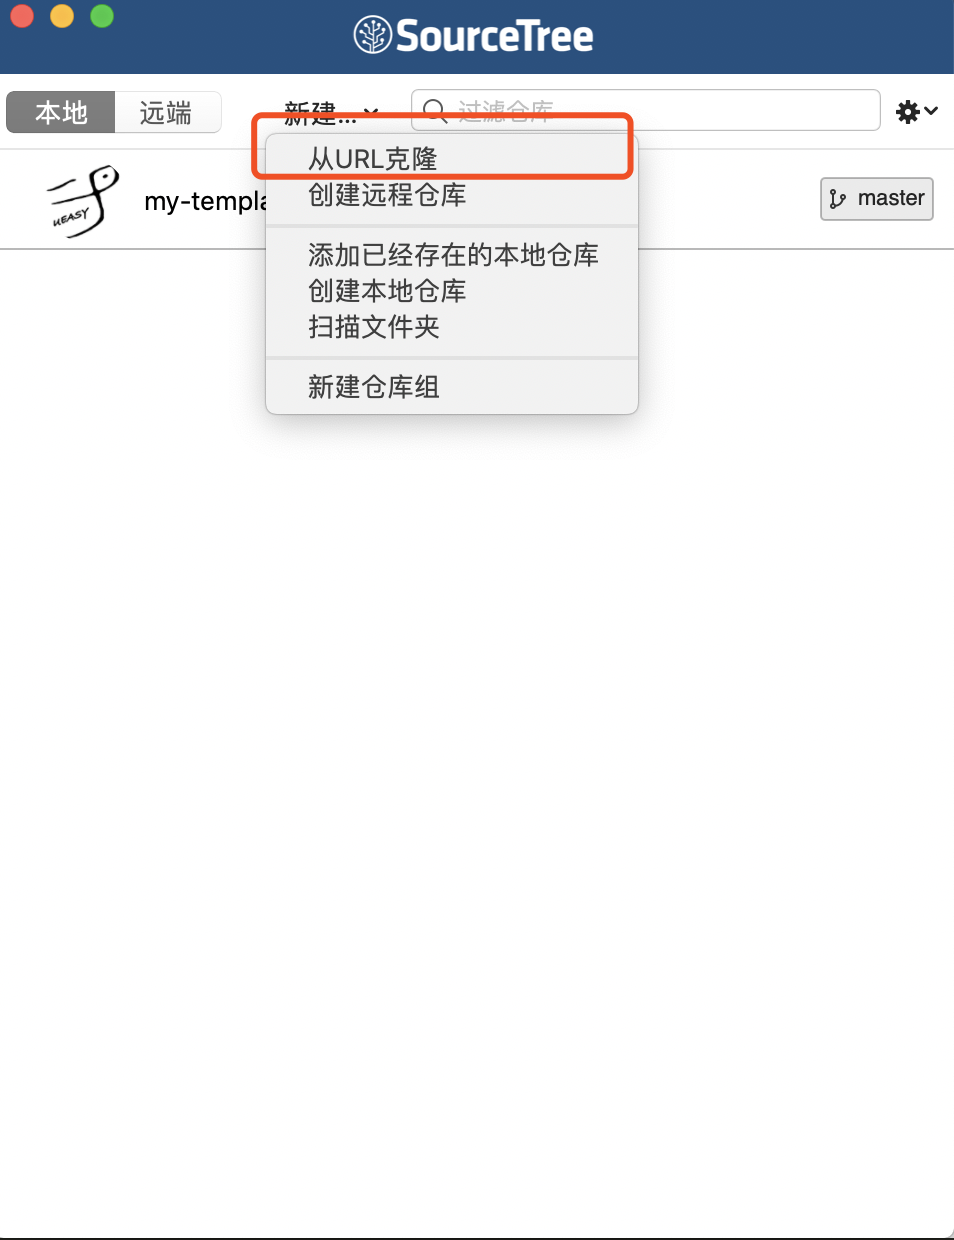 SourceTree
本地
远端
新建...
过滤仓库
从URL克隆
创建远程仓库
UEASY
my-templa
master
添加已经存在的本地仓库
创建本地仓库
扫描文件夹
新建仓库组